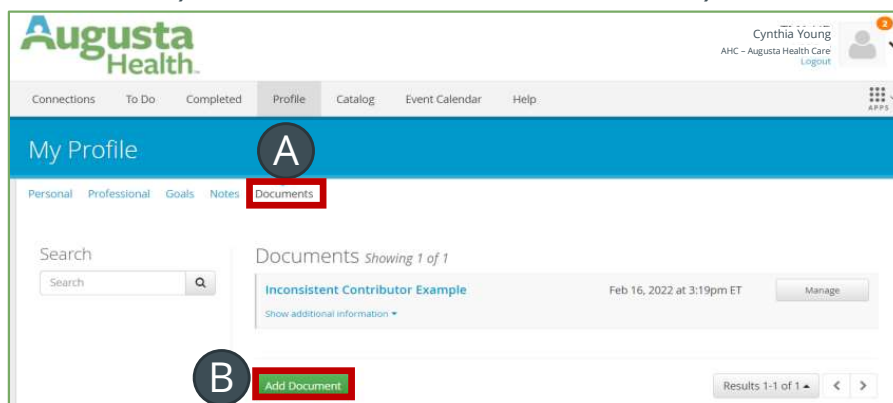 Augusta
Health
Cynthia Young
AHC – Augusta Health Care
Logout
2
Connections To Do Completed Profile Catalog Event Calendar Help
APPS
My Profile
A
Personal Professional Goals Notes Documents
Search
Search
Documents Showing 1 of 1
Inconsistent Contributor Example Feb 16, 2022 at 3:19pm ET Manage
Show additional information
B
Add Document
Results 1-1 of 1